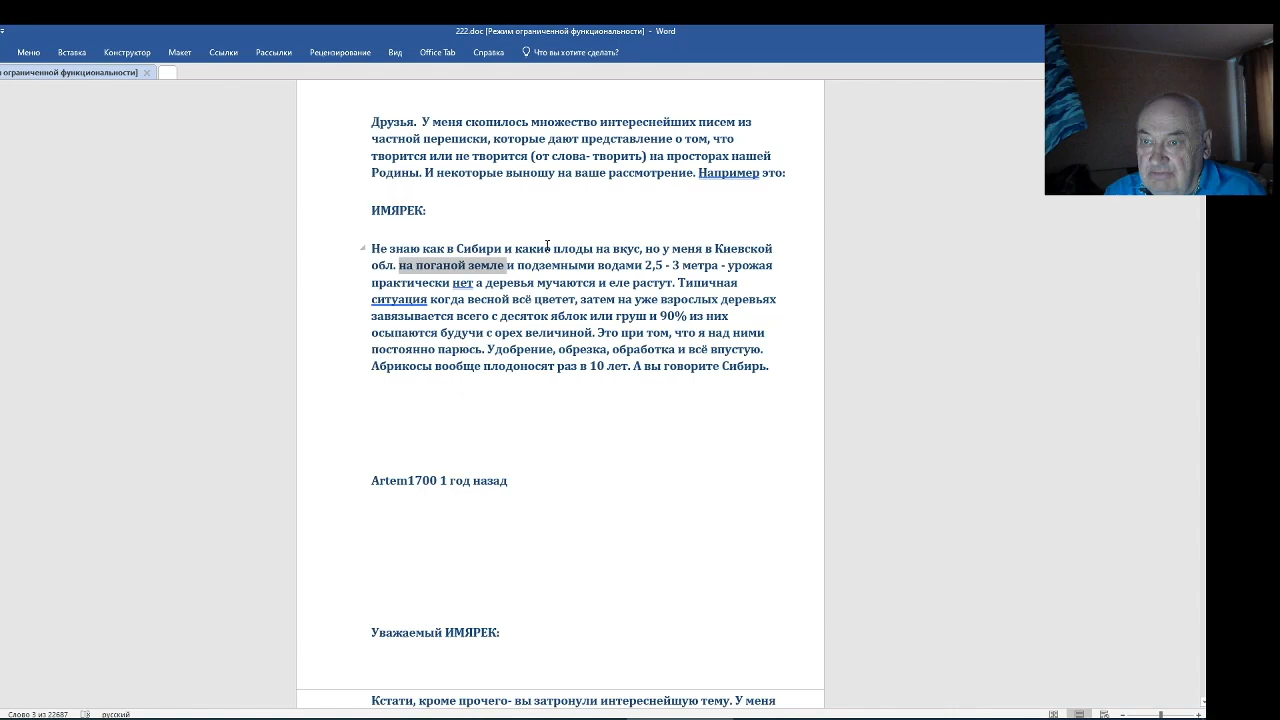 222.doc [Режим ограниченной функциональности] - Word
Меню Вставка Конструктор Макет Ссылки Рассылки Рецензирование Вид Office Tab Справка Что вы хотите сделать?
ограниченной функциональности]
Друзья. У меня скопилось множество интереснейших писем из
частной переписки, которые дают представление о том, что
творится или не творится (от слова- творить) на просторах нашей
Родины. И некоторые выношу на ваше рассмотрение. Например это:
ИМЯРЕК:
Не знаю как в Сибири и какие плоды на вкус, но у меня в Киевской
обл. на поганой земле и подземными водами 2,5 - 3 метра - урожая
практически нет а деревья мучаются и еле растут. Типичная
ситуация когда весной всё цветет, затем на уже взрослых деревьях
завязывается всего с десяток яблок или груш и 90% из них
осыпаются будучи с орех величиной. Это при том, что я над ними
постоянно парюсь. Удобрение, обрезка, обработка и всё впустую.
Абрикосы вообще плодоносят раз в 10 лет. А вы говорите Сибирь.
Artem1700 1 год назад
Уважаемый ИМЯРЕК:
Кстати, кроме прочего- вы затронули интереснейшую тему. У меня
Слово 3 из 22687 русский